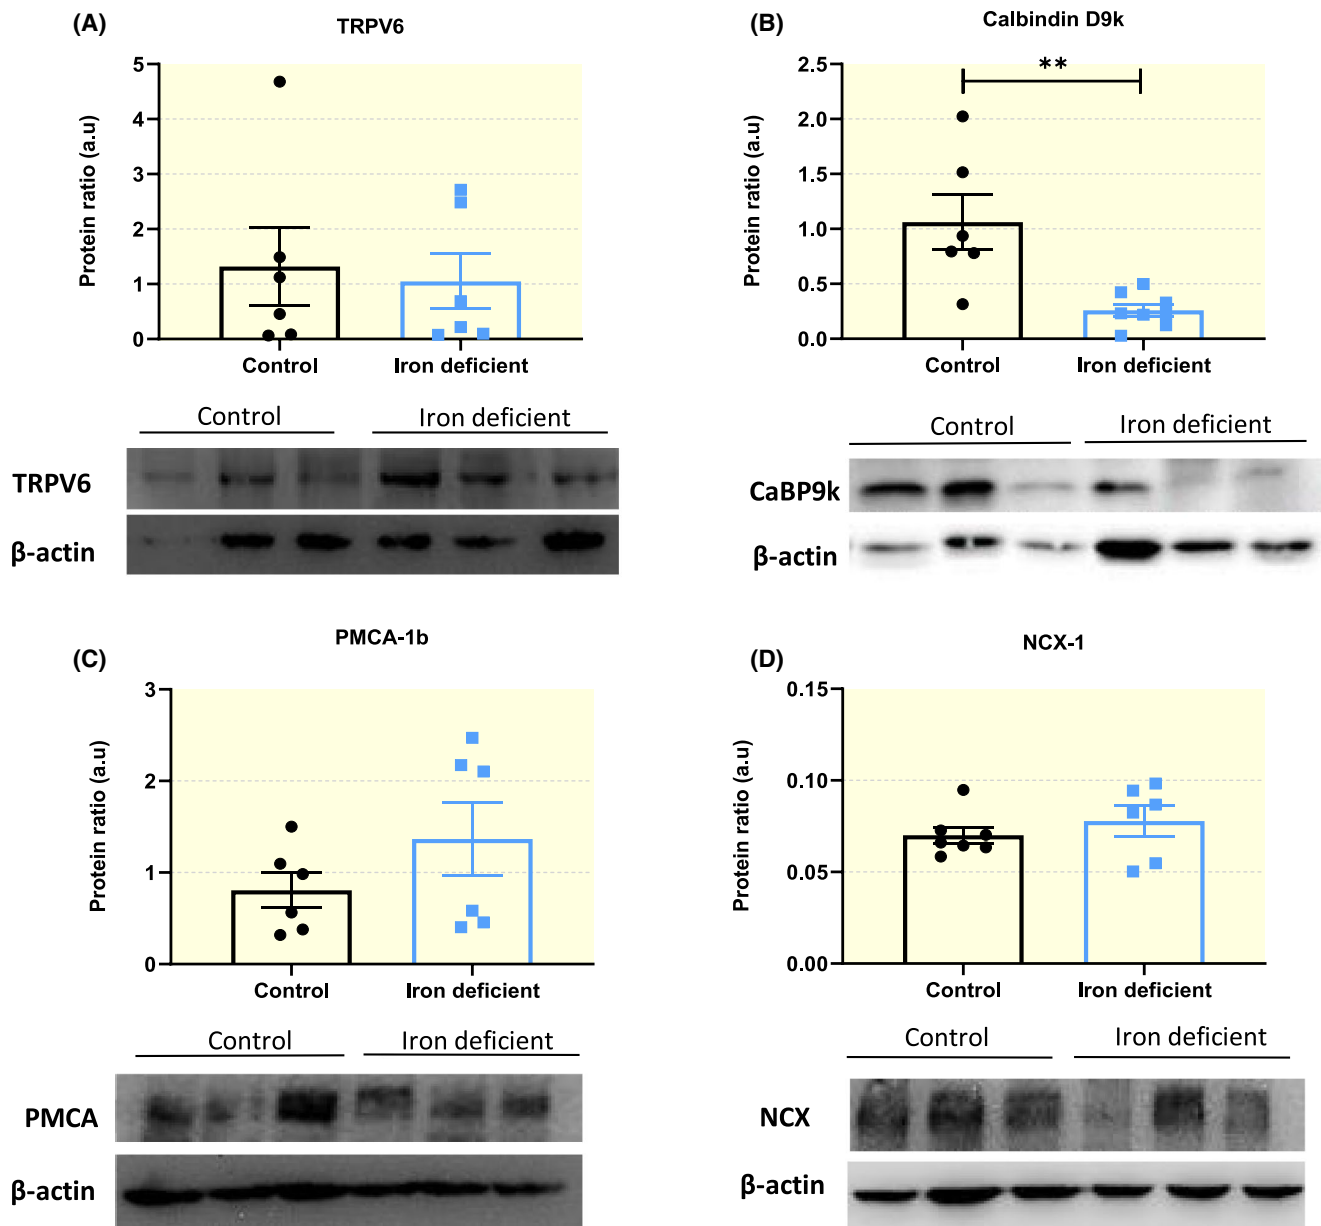 (A)
TRPV6
Protein ratio (a.u)
5
4
3
2
1
0
Control
Iron deficient
Control
Iron deficient
TRPV6
β-actin
(B)
Calbindin D9k
Protein ratio (a.u)
2.5
2.0
1.5
1.0
0.5
0.0
**
Control
Iron deficient
Control
Iron deficient
CaBP9k
β-actin
(C)
PMCA-1b
Protein ratio (a.u)
3
2
1
0
Control
Iron deficient
Control
Iron deficient
PMCA
β-actin
(D)
NCX-1
Protein ratio (a.u)
0.15
0.10
0.05
0.00
Control
Iron deficient
Control
Iron deficient
NCX
β-actin